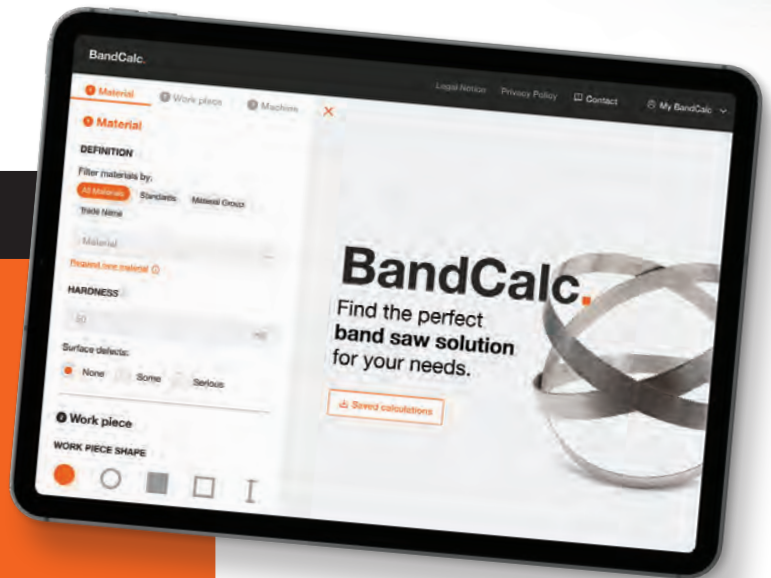 BandCalc.
Legal Notice Privacy Policy Contact My BandCalc
Material Work piece Machine
Material
DEFINITION
Filter materials by:
All Materials Standards Material Group
Trade Name
Material
Request new material
HARDNESS
Surface defects:
None Some Serious
Work piece
WORK PIECE SHAPE
BandCalc.
Find the perfect
band saw solution
for your needs.
Saved calculations